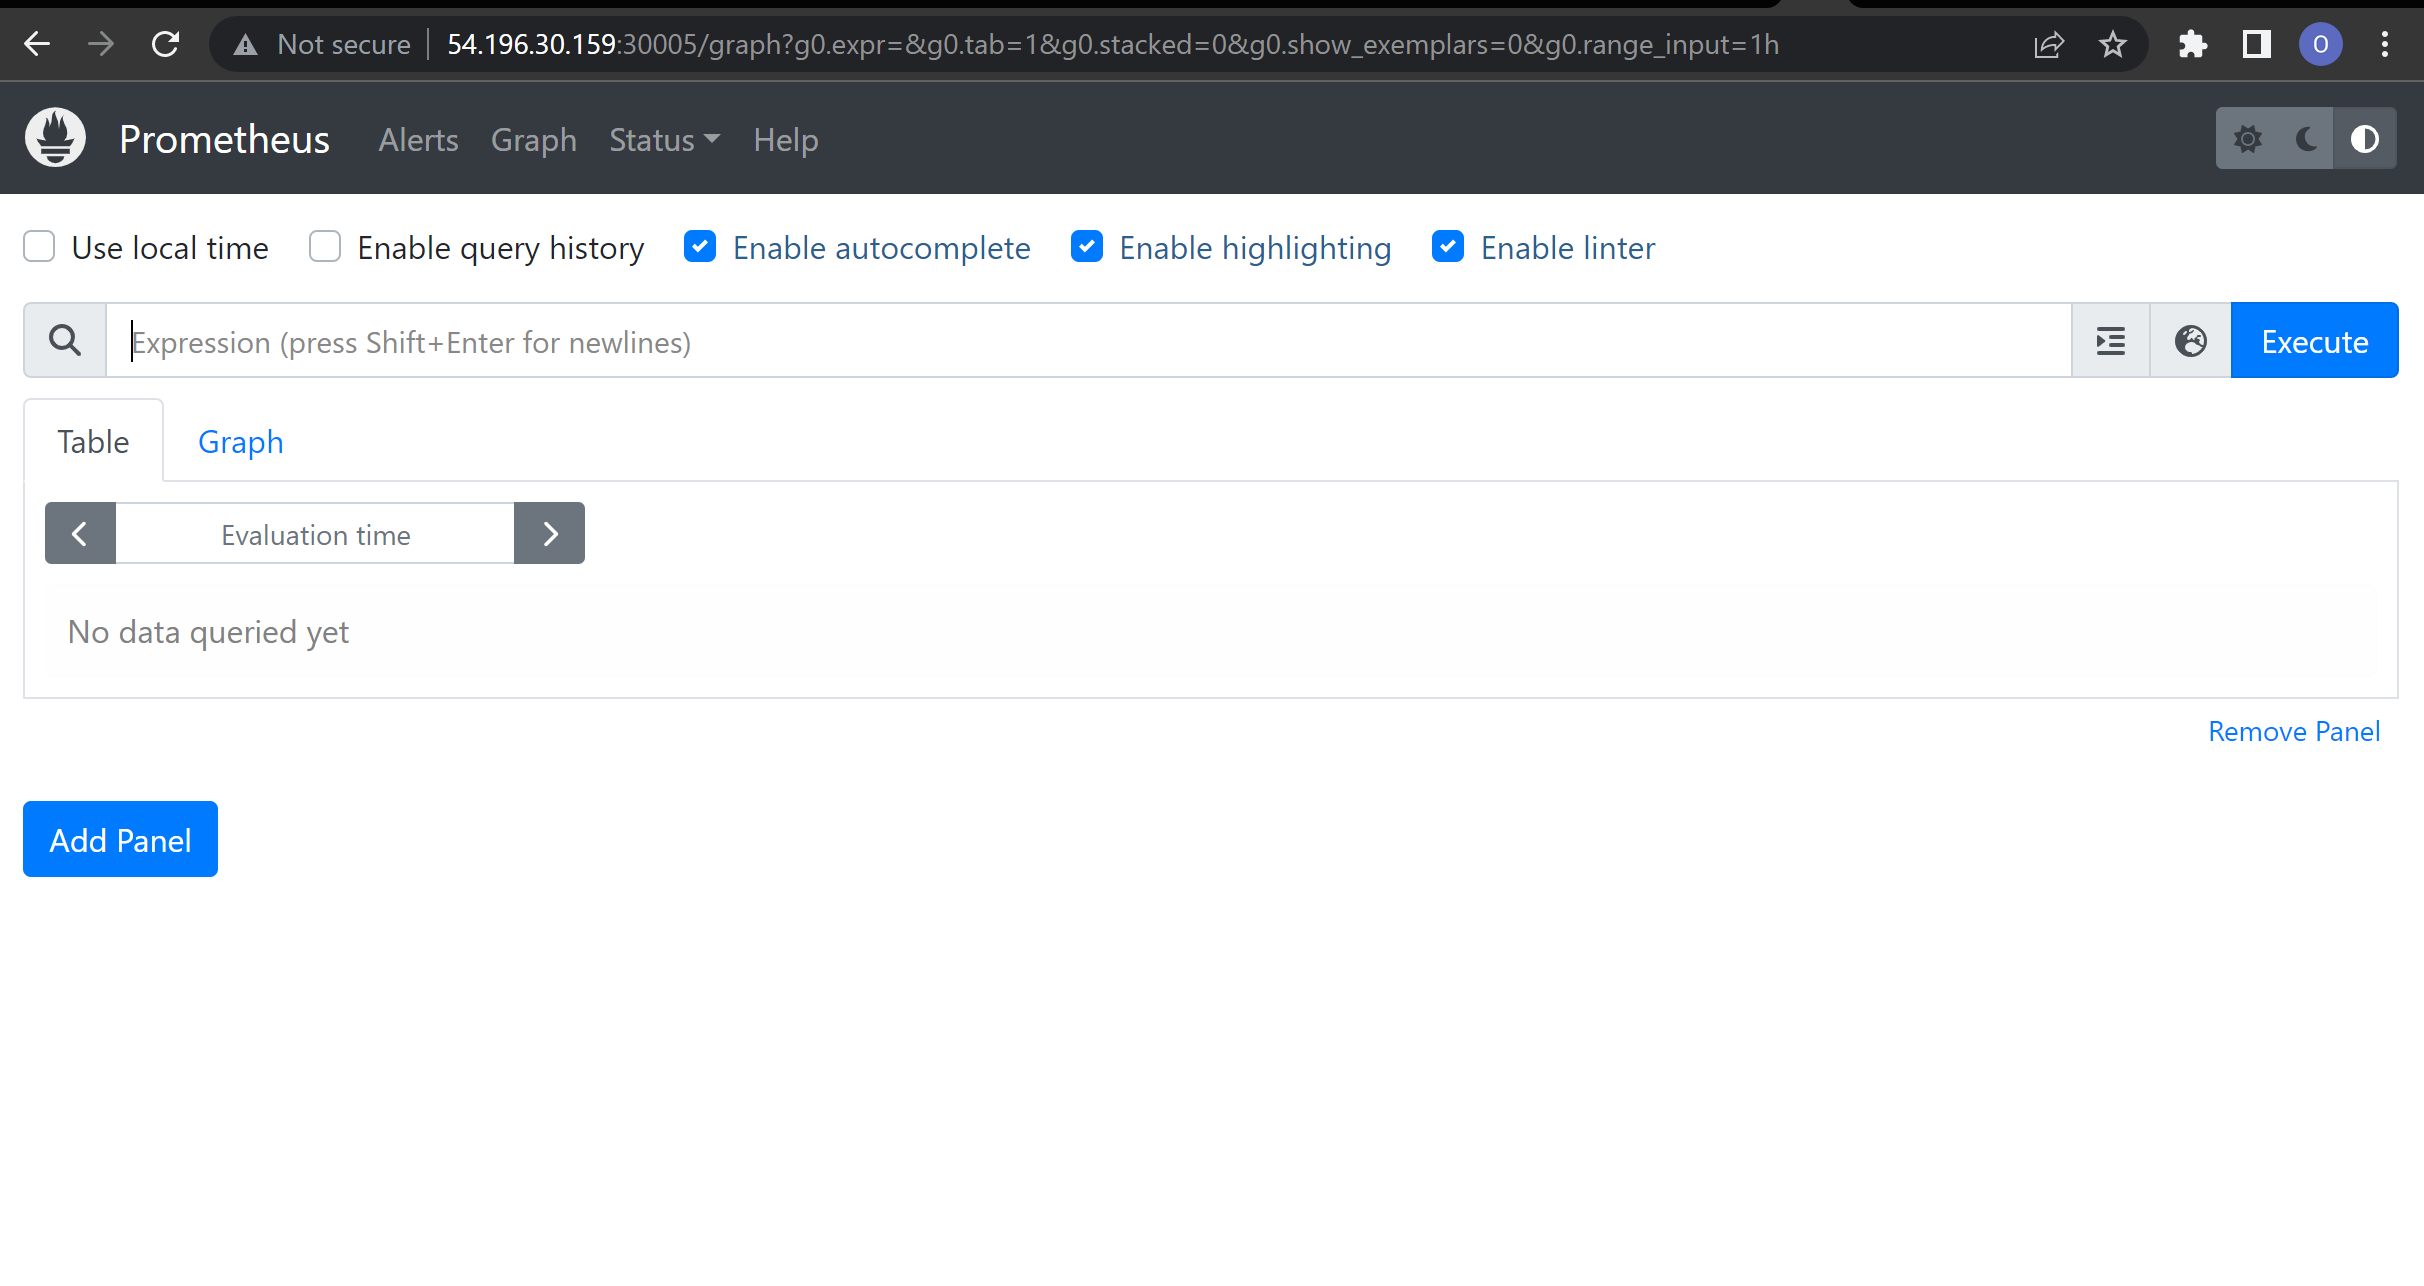 Not secure 54.196.30.159:30005/graph?g0.expr=&g0.tab=1&g0.stacked=0&g0.show_exemplars=0&g0.range_input=1h O
Prometheus Alerts Graph Status Help
Use local time Enable query history Enable autocomplete Enable highlighting Enable linter
Expression (press Shift+Enter for newlines) Execute
Table Graph
Evaluation time
No data queried yet
Remove Panel
Add Panel